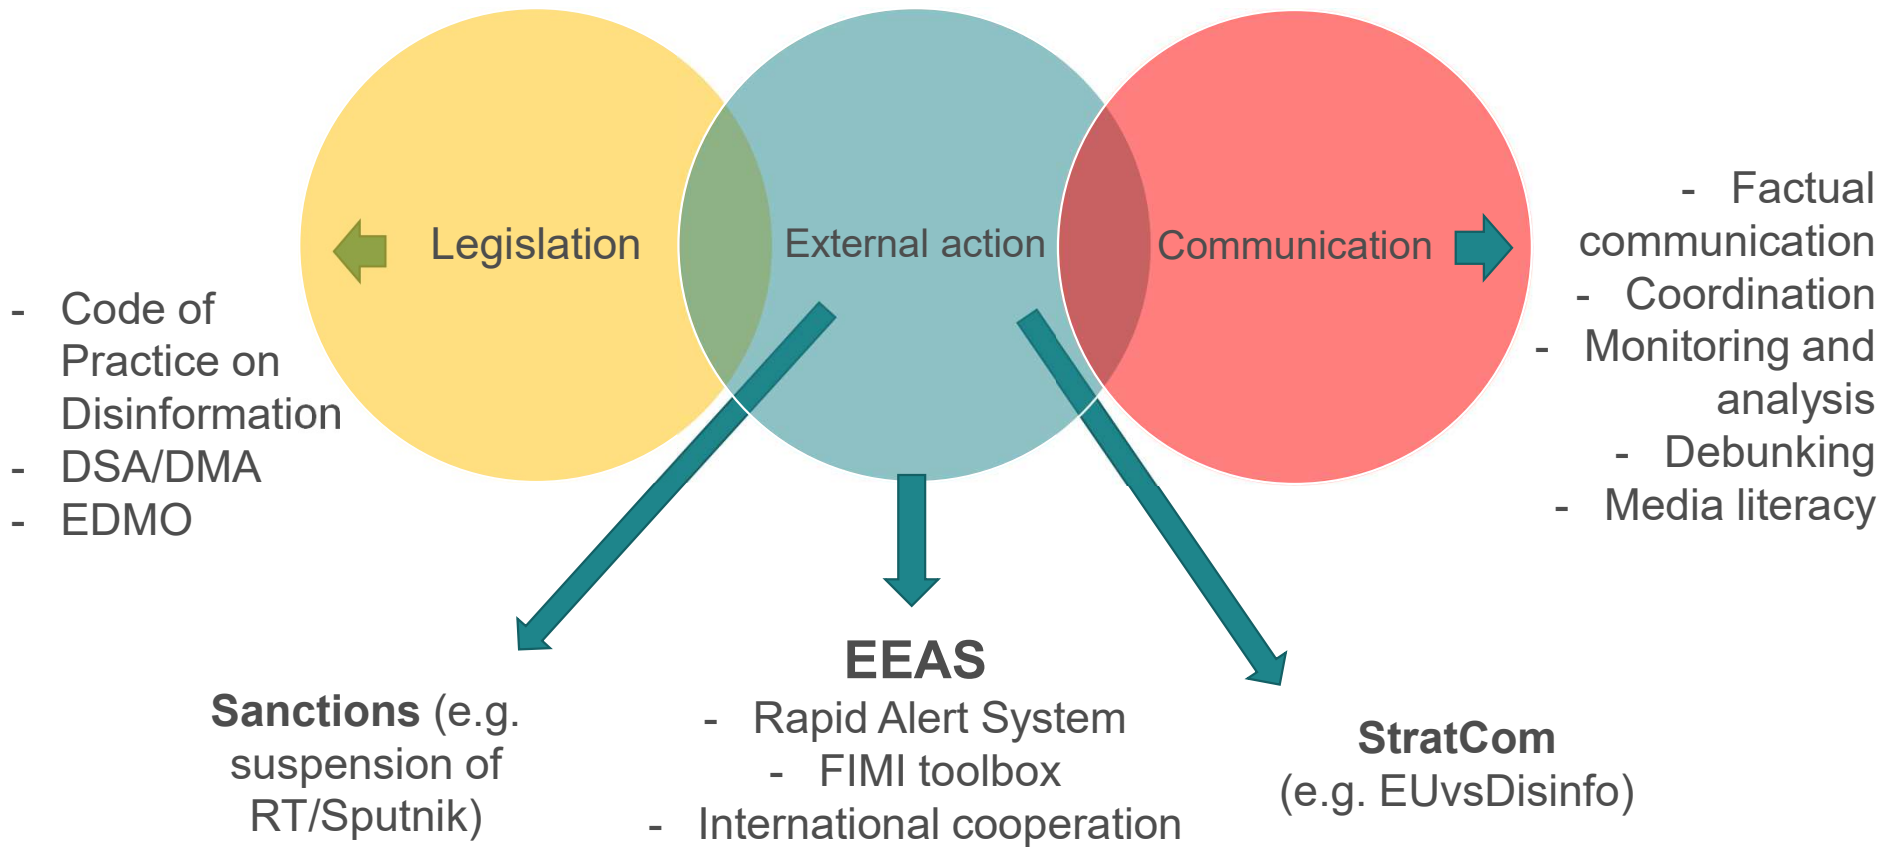 Legislation
External action
Communication
- Code of
Practice on
Disinformation
- DSA/DMA
- EDMO
- Factual
communication
- Coordination
- Monitoring and
analysis
- Debunking
- Media literacy
Sanctions (e.g.
suspension of
RT/Sputnik)
EEAS
- Rapid Alert System
- FIMI toolbox
- International cooperation
StratCom
(e.g. EUvsDisinfo)